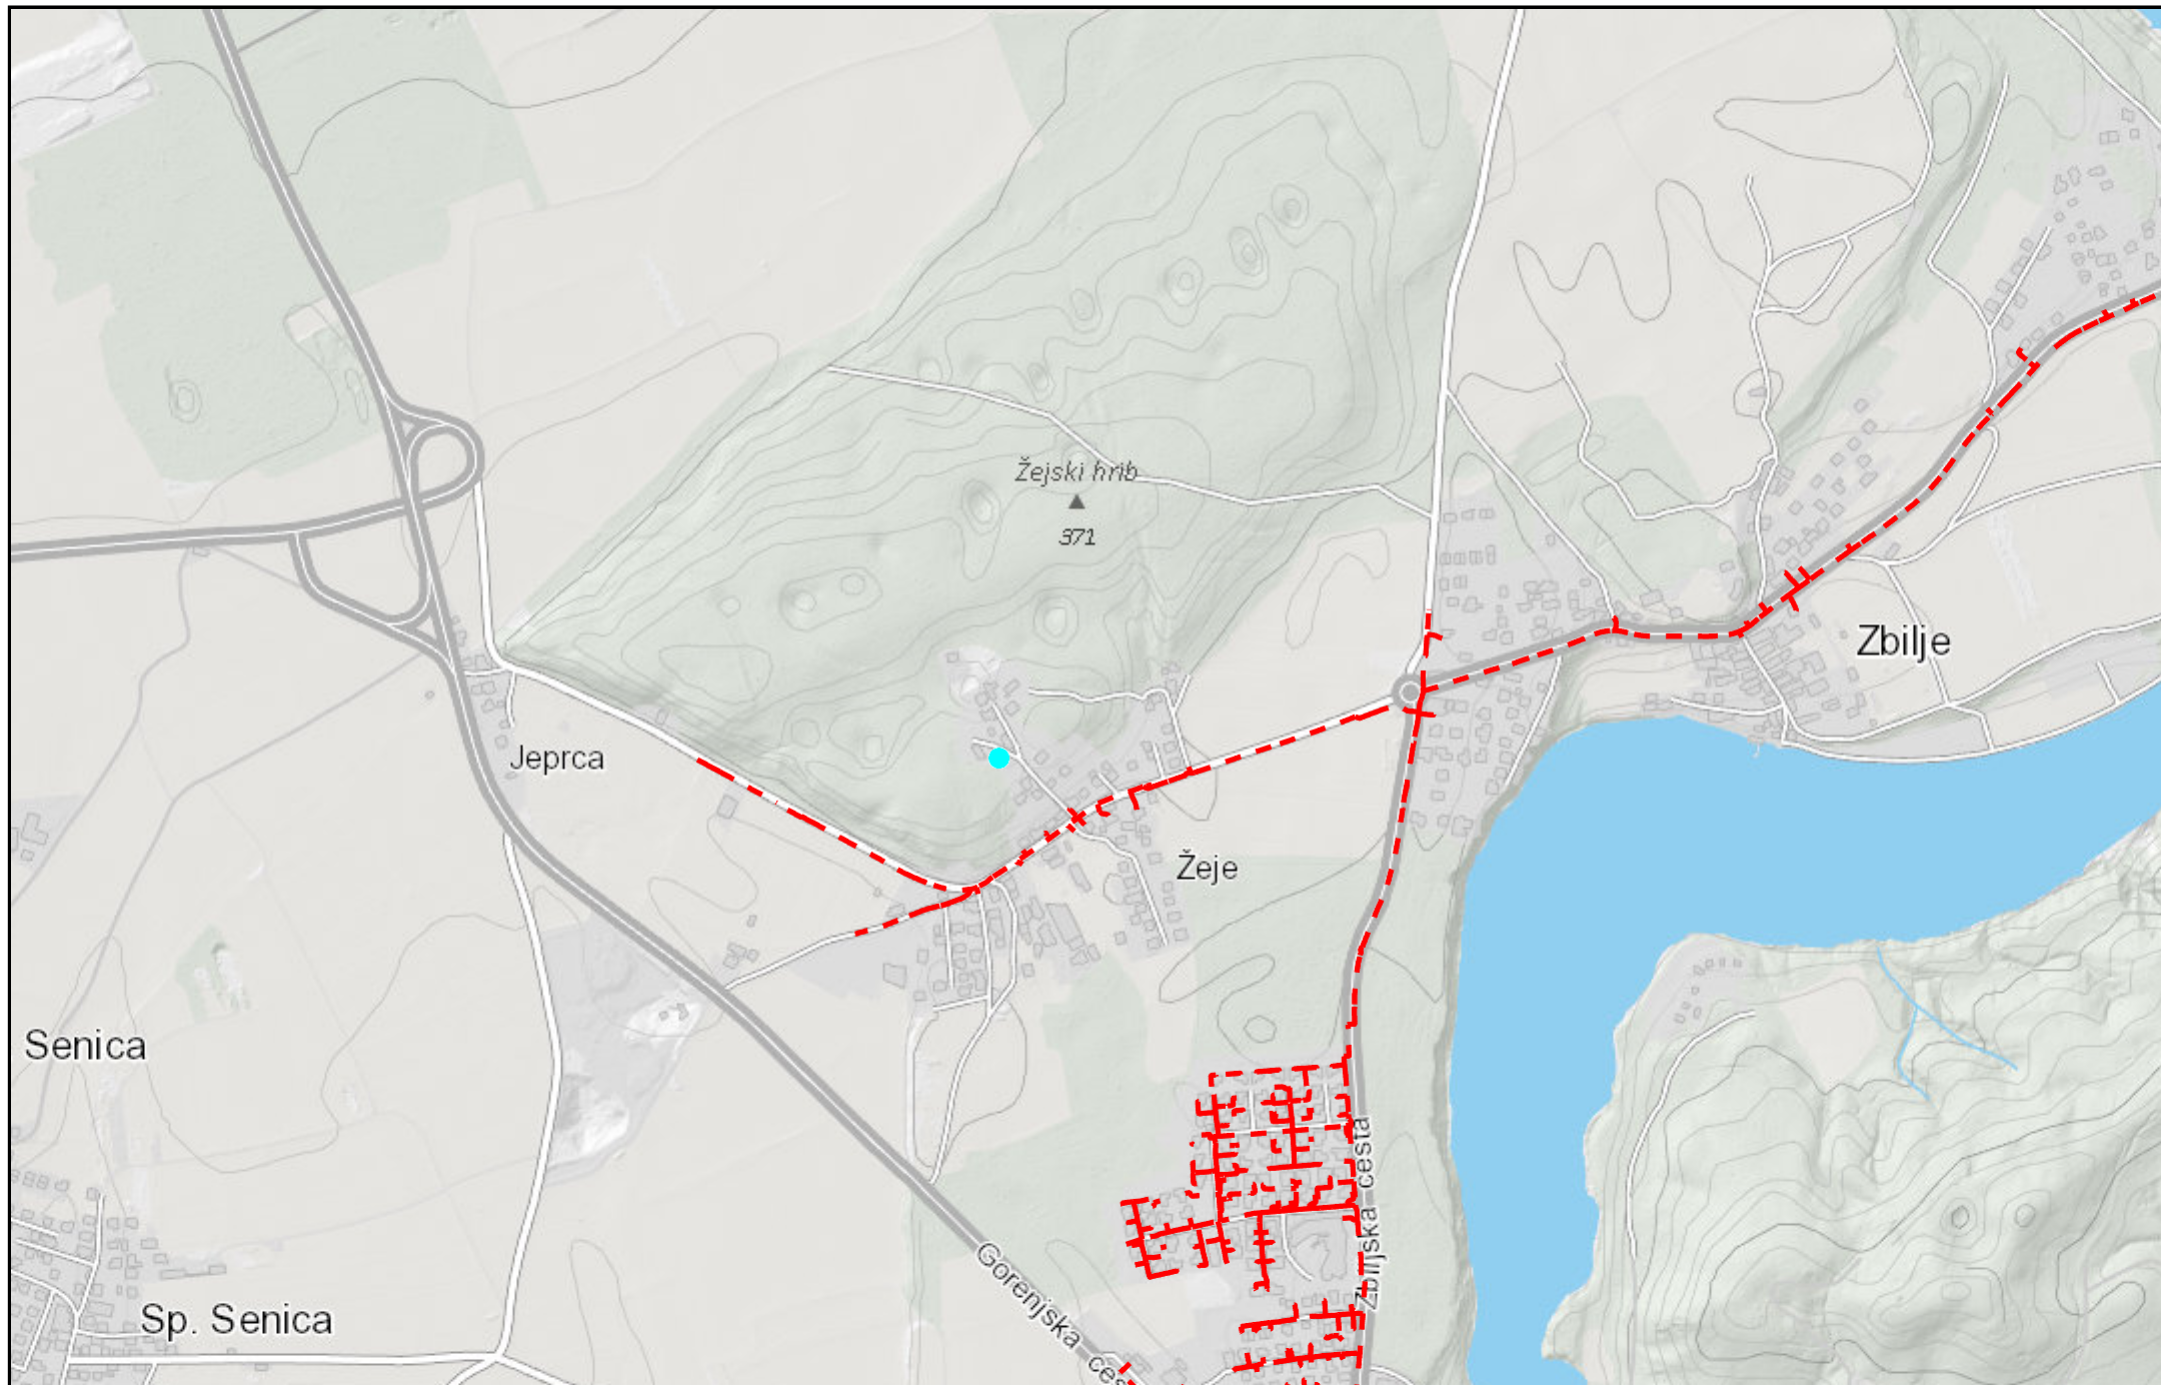 Žejski hrib
371
Zbilje
Jeprca
Žeje
Senica
Zbiljska cesta
Gorenjska ces
Sp. Senica